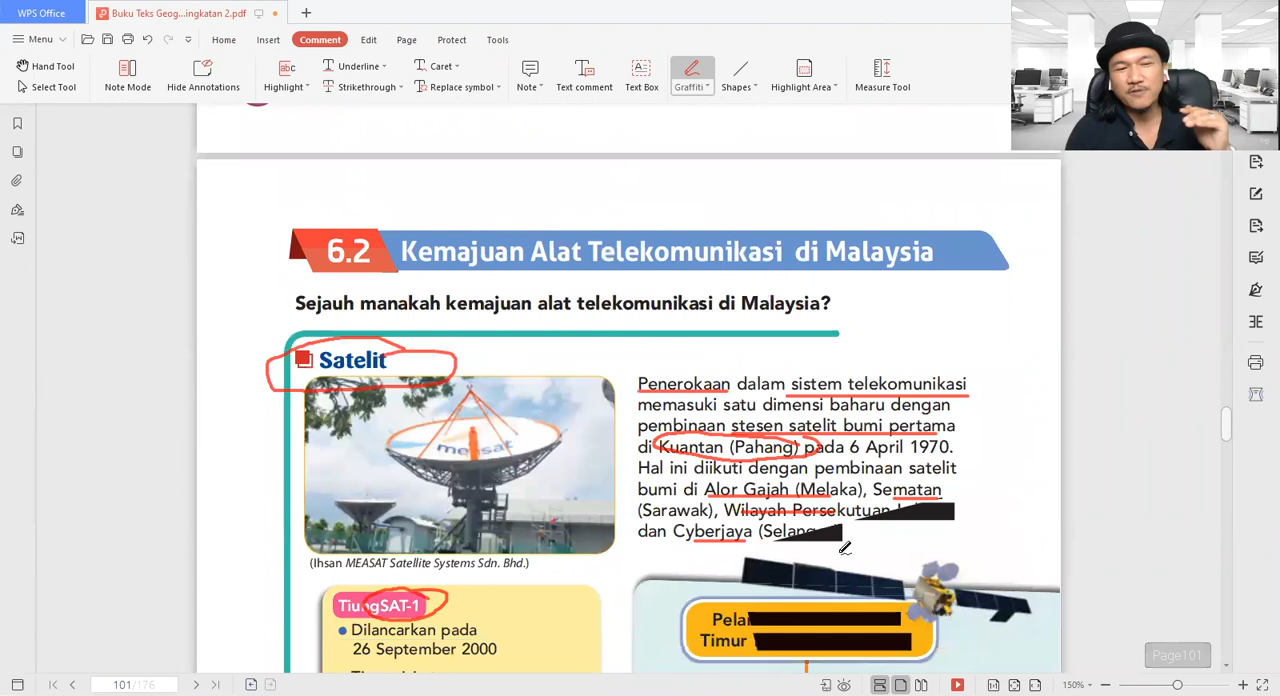 WPS Office
Buku Teks Geog...ingkatan 2.pdf
Menu
Home Insert Comment Edit Page Protect Tools
Hand Tool
Select Tool
Note Mode
Hide Annotations
Highlight
Underline
Strikethrough
Caret
Replace symbol
Note
Text comment
Text Box
Graffiti
Shapes
Highlight Area
Measure Tool
6.2 Kemajuan Alat Telekomunikasi di Malaysia
Sejauh manakah kemajuan alat telekomunikasi di Malaysia?
Satelit
measat
(Ihsan MEASAT Satellite Systems Sdn. Bhd.)
Penerokaan dalam sistem telekomunikasi
memasuki satu dimensi baharu dengan
pembinaan stesen satelit bumi pertama
di Kuantan (Pahang) pada 6 April 1970.
Hal ini diikuti dengan pembinaan satelit
bumi di Alor Gajah (Melaka), Sematan
(Sarawak), Wilayah Persekutuan
dan Cyberjaya
TiungSAT-1
Dilancarkan pada
26 September 2000
Timur
Page101
101/176
150%